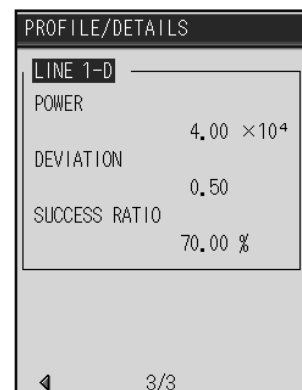 PROFILE/DETAILS
LINE 1-D
POWER
4.00 ×10⁴
DEVIATION
0.50
SUCCESS RATIO
70.00 %
3/3